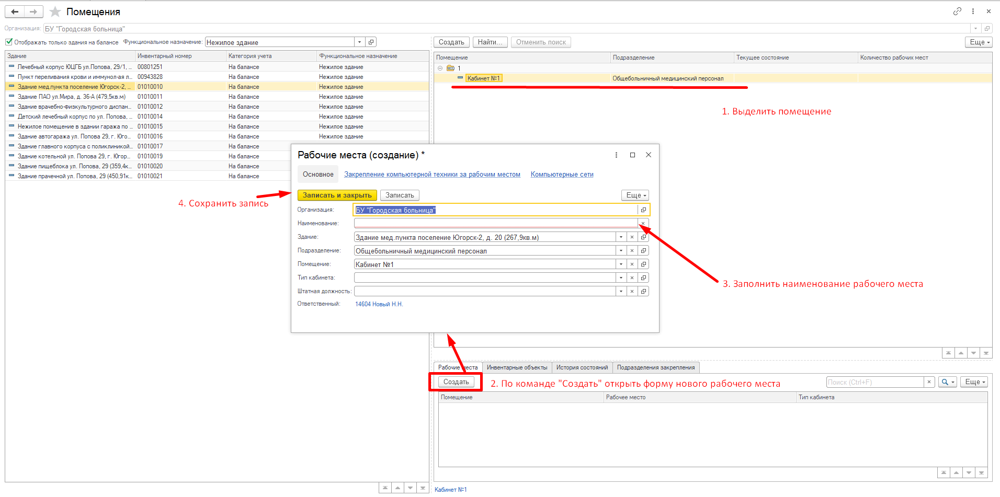 Помещения
Организация: БУ "Городская больница"
Отображать только здания на балансе Функциональное назначение: Нежилое здание
Здание Инвентарный номер Категория учета Функциональное назначение
Лечебный корпус ЮЦГБ ул.Попова, 29/1, ... 00801251 На балансе Нежилое здание
Пункт переливания крови и иммунол-ая л... 00943828 На балансе Нежилое здание
Здание мед.пункта поселение Югорск-2, ... 01010010 На балансе Нежилое здание
Здание ПАО ул.Мира, д. 36-А (479,5кв.м) 01010011 На балансе Нежилое здание
Здание врачебно-физкультурного диспан... 01010012 На балансе Нежилое здание
Детский лечебный корпус по ул. Попова, ... 01010014 На балансе Нежилое здание
Нежилое помещение в здании гаража по ... 01010015 На балансе Нежилое здание
Здание автогаража ул. Попова 29, г. Юго... 01010016 На балансе Нежилое здание
Здание главного корпуса с поликлиникой... 01010017 На балансе
Здание котельной ул. Попова 29, г. Югор... 01010019 На балансе
Здание пищеблока ул. Попова, 29 (359,4к... 01010020 На балансе
Здание прачечной ул. Попова, 29 (450,91к... 01010021 На балансе
Создать Найти... Отменить поиск Еще
Помещение Подразделение Текущее состояние Количество рабочих мест
1
Кабинет №1 Общебольничный медицинский персонал
1. Выделить помещение
Рабочие места (создание) *
Основное Закрепление компьютерной техники за рабочим местом Компьютерные сети
4. Сохранить запись
Записать и закрыть Записать Еще
Организация: БУ "Городская больница"
Наименование:
Здание: Здание мед.пункта поселение Югорск-2, д. 20 (267,9кв.м)
Подразделение: Общебольничный медицинский персонал
Помещение: Кабинет №1
Тип кабинета:
Штатная должность:
Ответственный: 14604 Новый Н.Н.
3. Заполнить наименование рабочего места
Рабочие места Инвентарные объекты История состояний Подразделения закрепления
Создать 2. По команде "Создать" открыть форму нового рабочего места Поиск (Ctrl+F) Еще
Помещение Рабочее место Тип кабинета
Кабинет №1